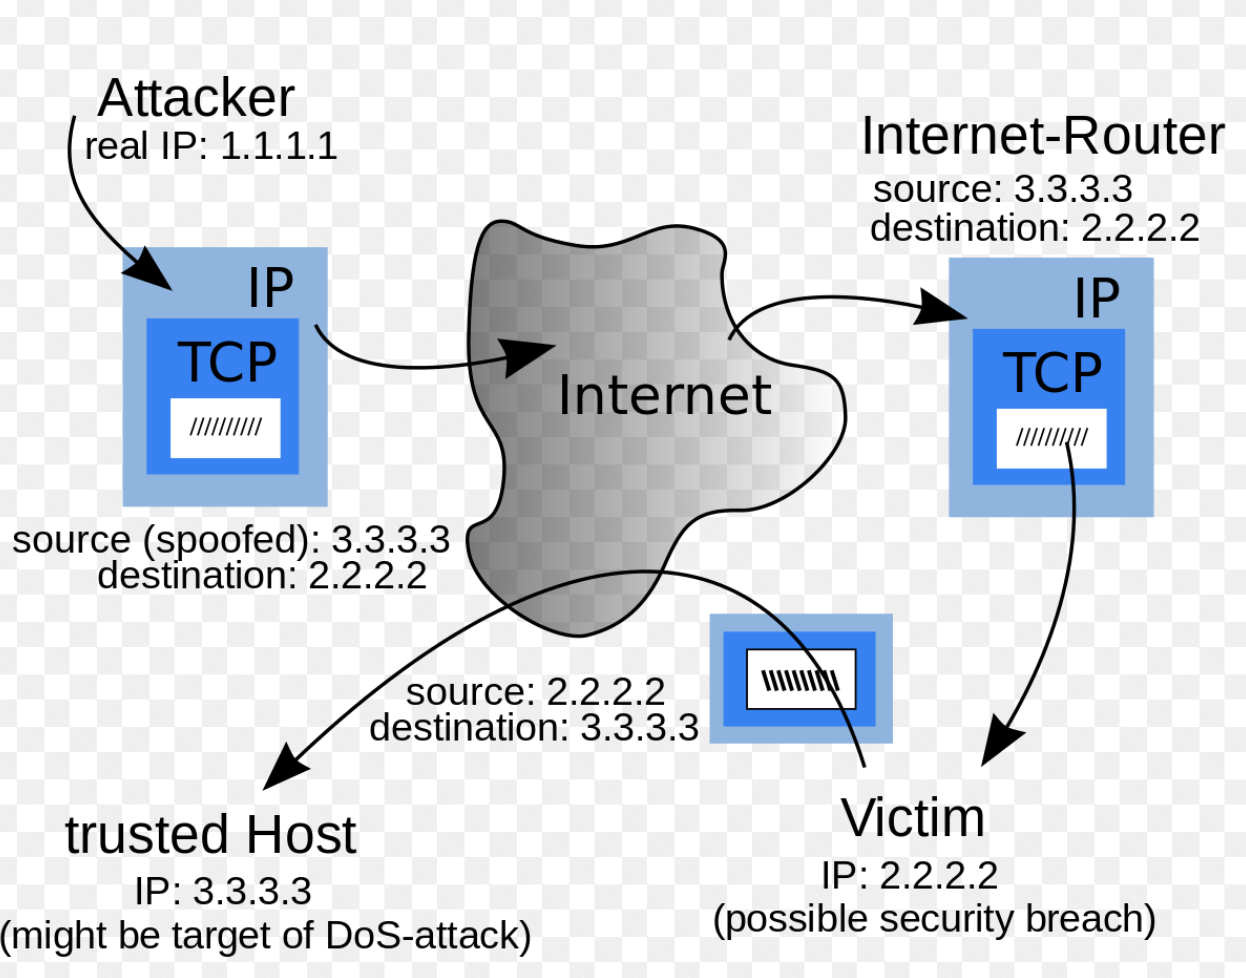 Attacker
real IP: 1.1.1.1
Internet-Router
source: 3.3.3.3
destination: 2.2.2.2
IP
TCP
//////////
Internet
IP
TCP
//////////
source (spoofed): 3.3.3.3
destination: 2.2.2.2
source: 2.2.2.2
destination: 3.3.3.3
\\\\\\\\\\
trusted Host
IP: 3.3.3.3
(might be target of DoS-attack)
Victim
IP: 2.2.2.2
(possible security breach)